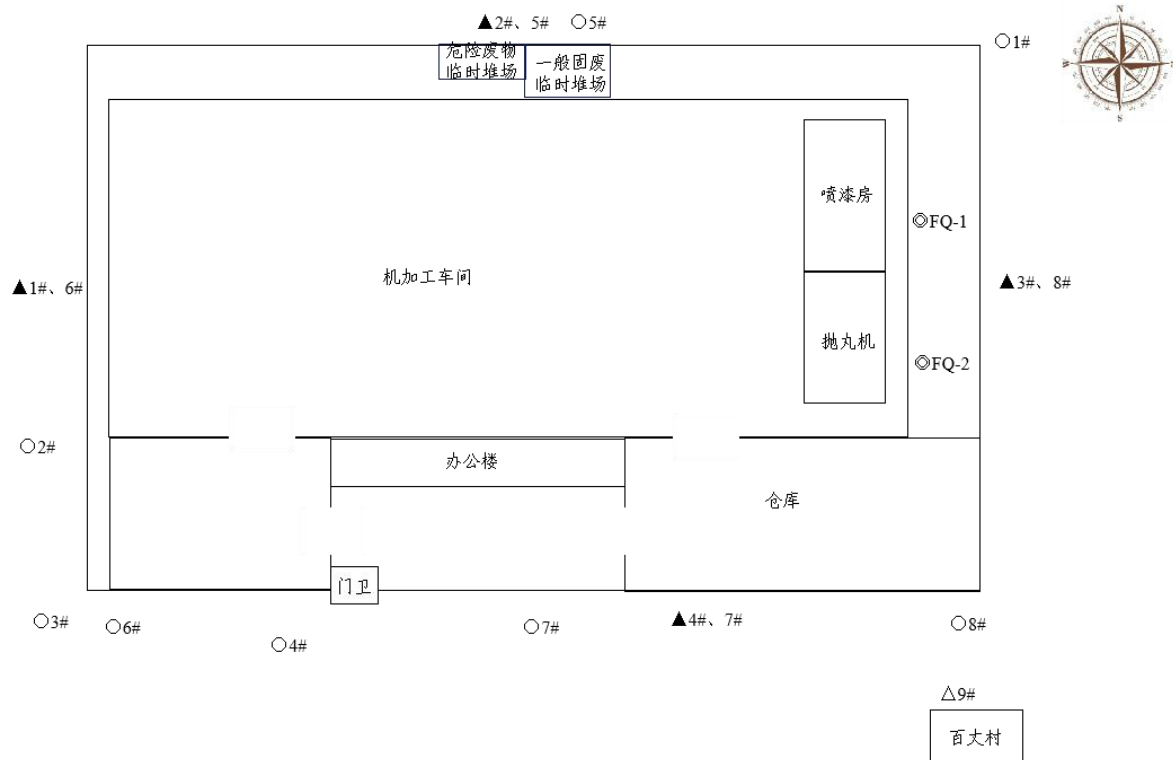 ▲2#、5# ○5#
○1#
N
W
S
危险废物
临时堆场
一般固废
临时堆场
喷漆房
◎FQ-1
机加工车间
▲1#、6#
▲3#、8#
抛丸机
◎FQ-2
○2#
办公楼
仓库
门卫
○3#
○6#
○4#
○7#
▲4#、7#
○8#
△9#
百丈村